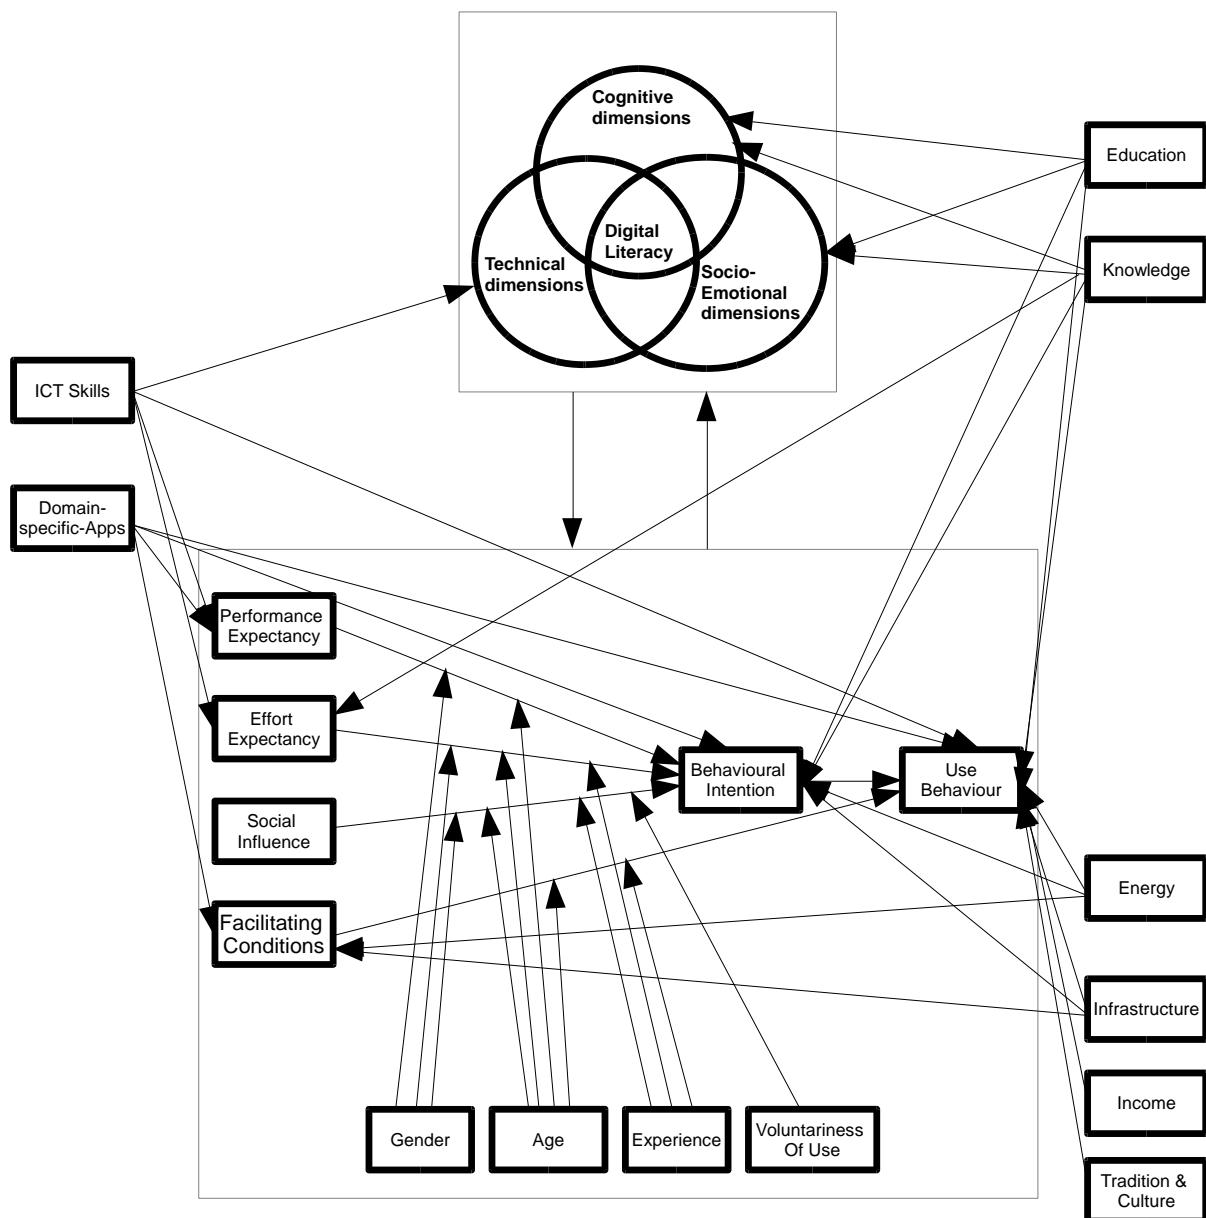 Cognitive
dimensions
Education
Digital
Literacy
Technical
dimensions
Socio-
Emotional
dimensions
Knowledge
ICT Skills
Domain-
specific-Apps
Performance
Expectancy
Effort
Expectancy
Behavioural
Intention
Use
Behaviour
Social
Influence
Energy
Facilitating
Conditions
Infrastructure
Income
Gender
Age
Experience
Voluntariness
Of Use
Tradition &
Culture